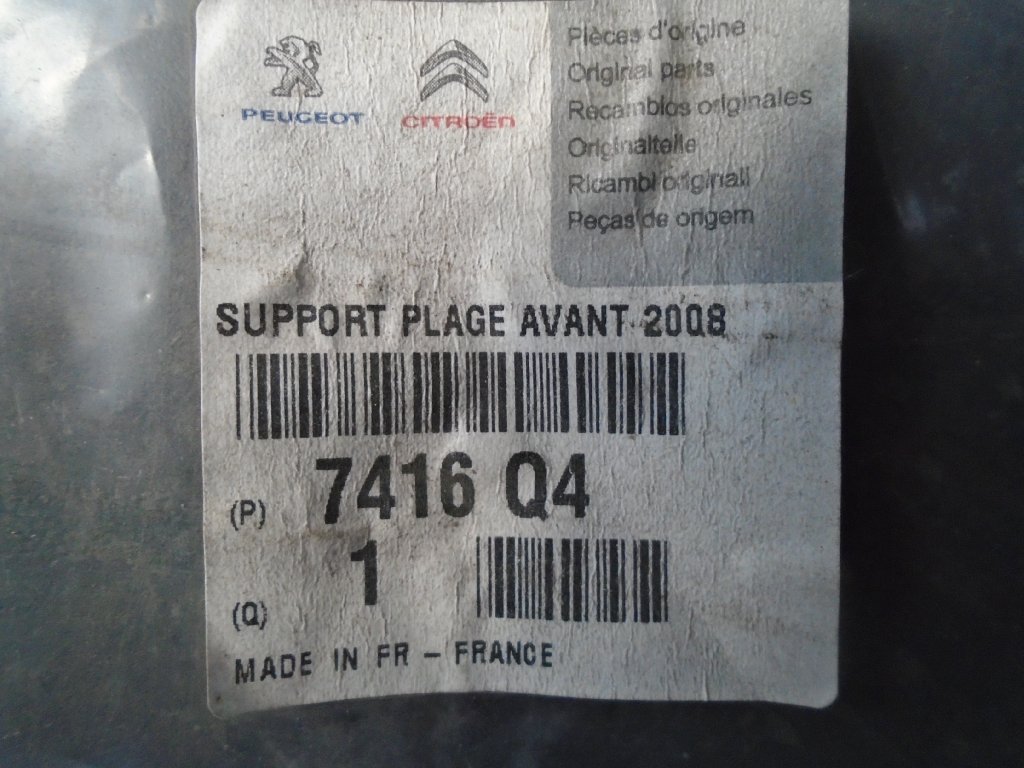 PEUGEOT CITROËN
Pièces d'origine
Original parts
Recambios originales
Originalteile
Ricambi originali
Peças de origem
SUPPORT PLAGE AVANT 2008
(P) 7416 Q4
(Q) 1
MADE IN FR - FRANCE